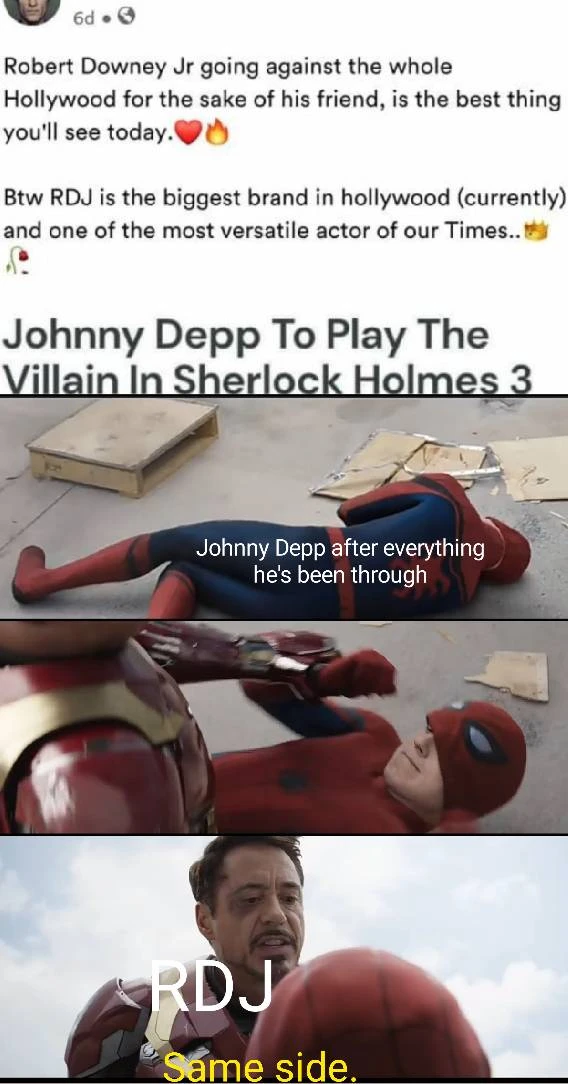 6d •
Robert Downey Jr going against the whole
Hollywood for the sake of his friend, is the best thing
you'll see today.❤️🔥
Btw RDJ is the biggest brand in hollywood (currently)
and one of the most versatile actor of our Times..👑
🥀
Johnny Depp To Play The
Villain In Sherlock Holmes 3
Johnny Depp after everything
he's been through
RDJ
Same side.